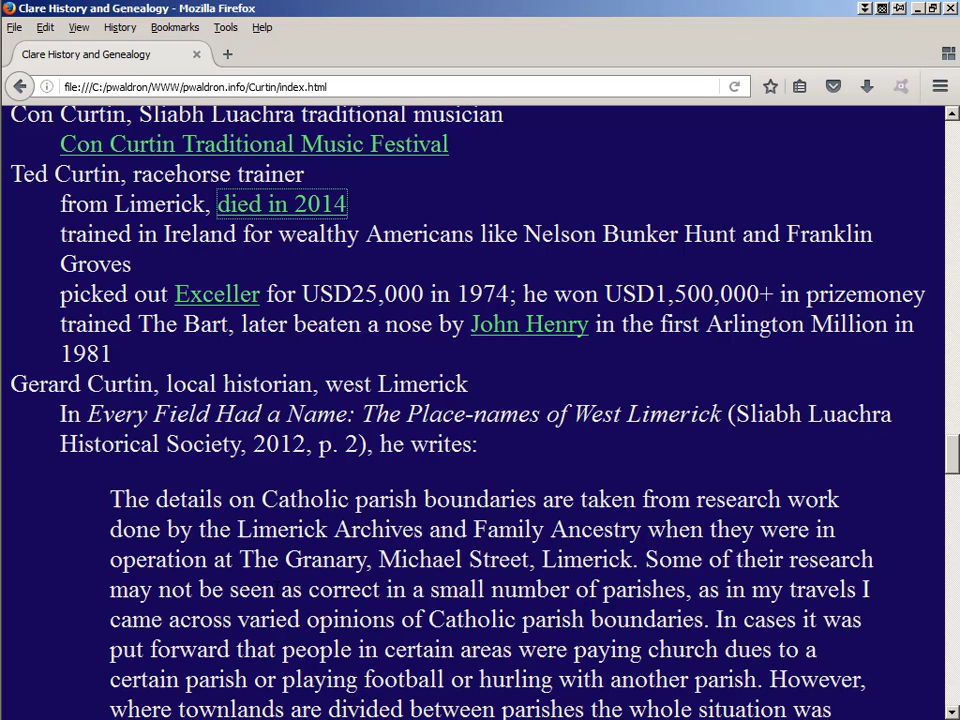 Clare History and Genealogy - Mozilla Firefox
File Edit View History Bookmarks Tools Help
Clare History and Genealogy
file:///C:/pwaldron/WWW/pwaldron.info/Curtin/index.html
Con Curtin, Sliabh Luachra traditional musician
Con Curtin Traditional Music Festival
Ted Curtin, racehorse trainer
from Limerick, died in 2014
trained in Ireland for wealthy Americans like Nelson Bunker Hunt and Franklin
Groves
picked out Exceller for USD25,000 in 1974; he won USD1,500,000+ in prizemoney
trained The Bart, later beaten a nose by John Henry in the first Arlington Million in
1981
Gerard Curtin, local historian, west Limerick
In Every Field Had a Name: The Place-names of West Limerick (Sliabh Luachra
Historical Society, 2012, p. 2), he writes:
The details on Catholic parish boundaries are taken from research work
done by the Limerick Archives and Family Ancestry when they were in
operation at The Granary, Michael Street, Limerick. Some of their research
may not be seen as correct in a small number of parishes, as in my travels I
came across varied opinions of Catholic parish boundaries. In cases it was
put forward that people in certain areas were paying church dues to a
certain parish or playing football or hurling with another parish. However,
where townlands are divided between parishes the whole situation was